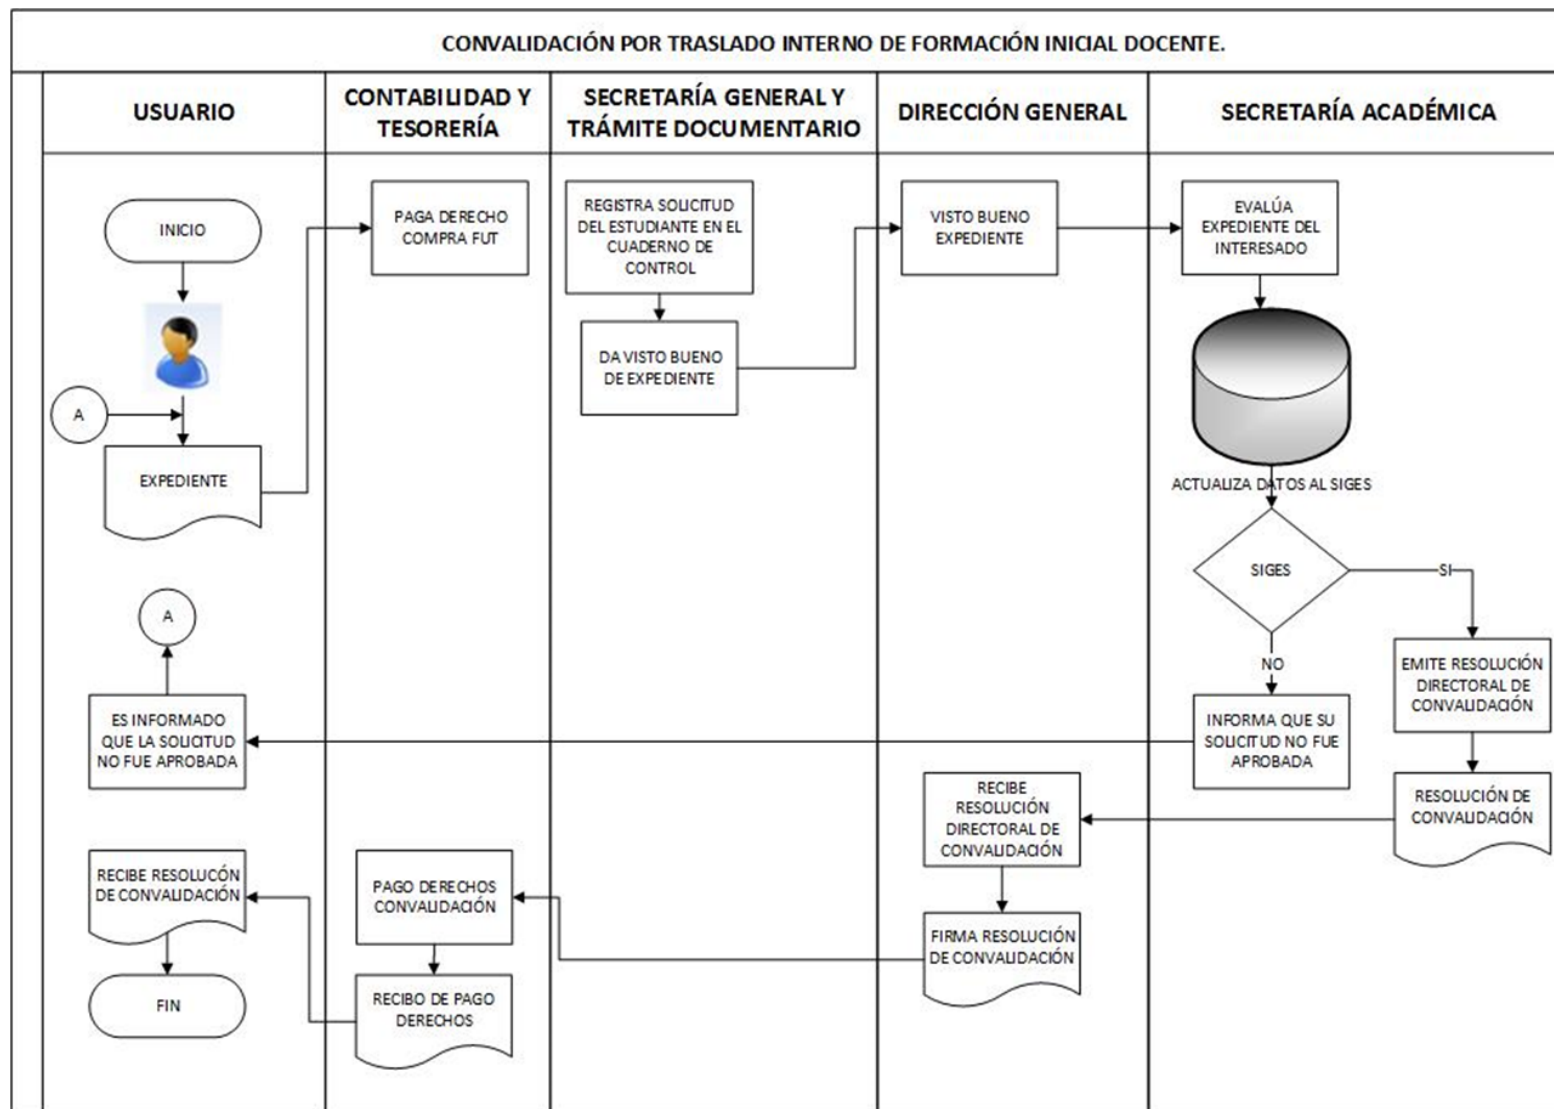 CONVALIDACIÓN POR TRASLADO INTERNO DE FORMACIÓN INICIAL DOCENTE.
USUARIO
CONTABILIDAD Y
TESORERÍA
SECRETARÍA GENERAL Y
TRÁMITE DOCUMENTARIO
DIRECCIÓN GENERAL
SECRETARÍA ACADÉMICA
INICIO
A
EXPEDIENTE
PAGA DERECHO
COMPRA FUT
REGISTRA SOLICITUD
DEL ESTUDIANTE EN EL
CUADERNO DE
CONTROL
DA VISTO BUENO
DE EXPEDIENTE
VISTO BUENO
EXPEDIENTE
EVALÚA
EXPEDIENTE DEL
INTERESADO
ACTUALIZA DATOS AL SIGES
SIGES
SI
NO
EMITE RESOLUCIÓN
DIRECTORAL DE
CONVALIDACIÓN
INFORMA QUE SU
SOLICITUD NO FUE
APROBADA
A
ES INFORMADO
QUE LA SOLICITUD
NO FUE APROBADA
RESOLUCIÓN DE
CONVALIDACIÓN
RECIBE
RESOLUCIÓN
DIRECTORAL DE
CONVALIDACIÓN
FIRMA RESOLUCIÓN
DE CONVALIDACIÓN
PAGO DERECHOS
CONVALIDACIÓN
RECIBO DE PAGO
DERECHOS
RECIBE RESOLUCÓN
DE CONVALIDACIÓN
FIN